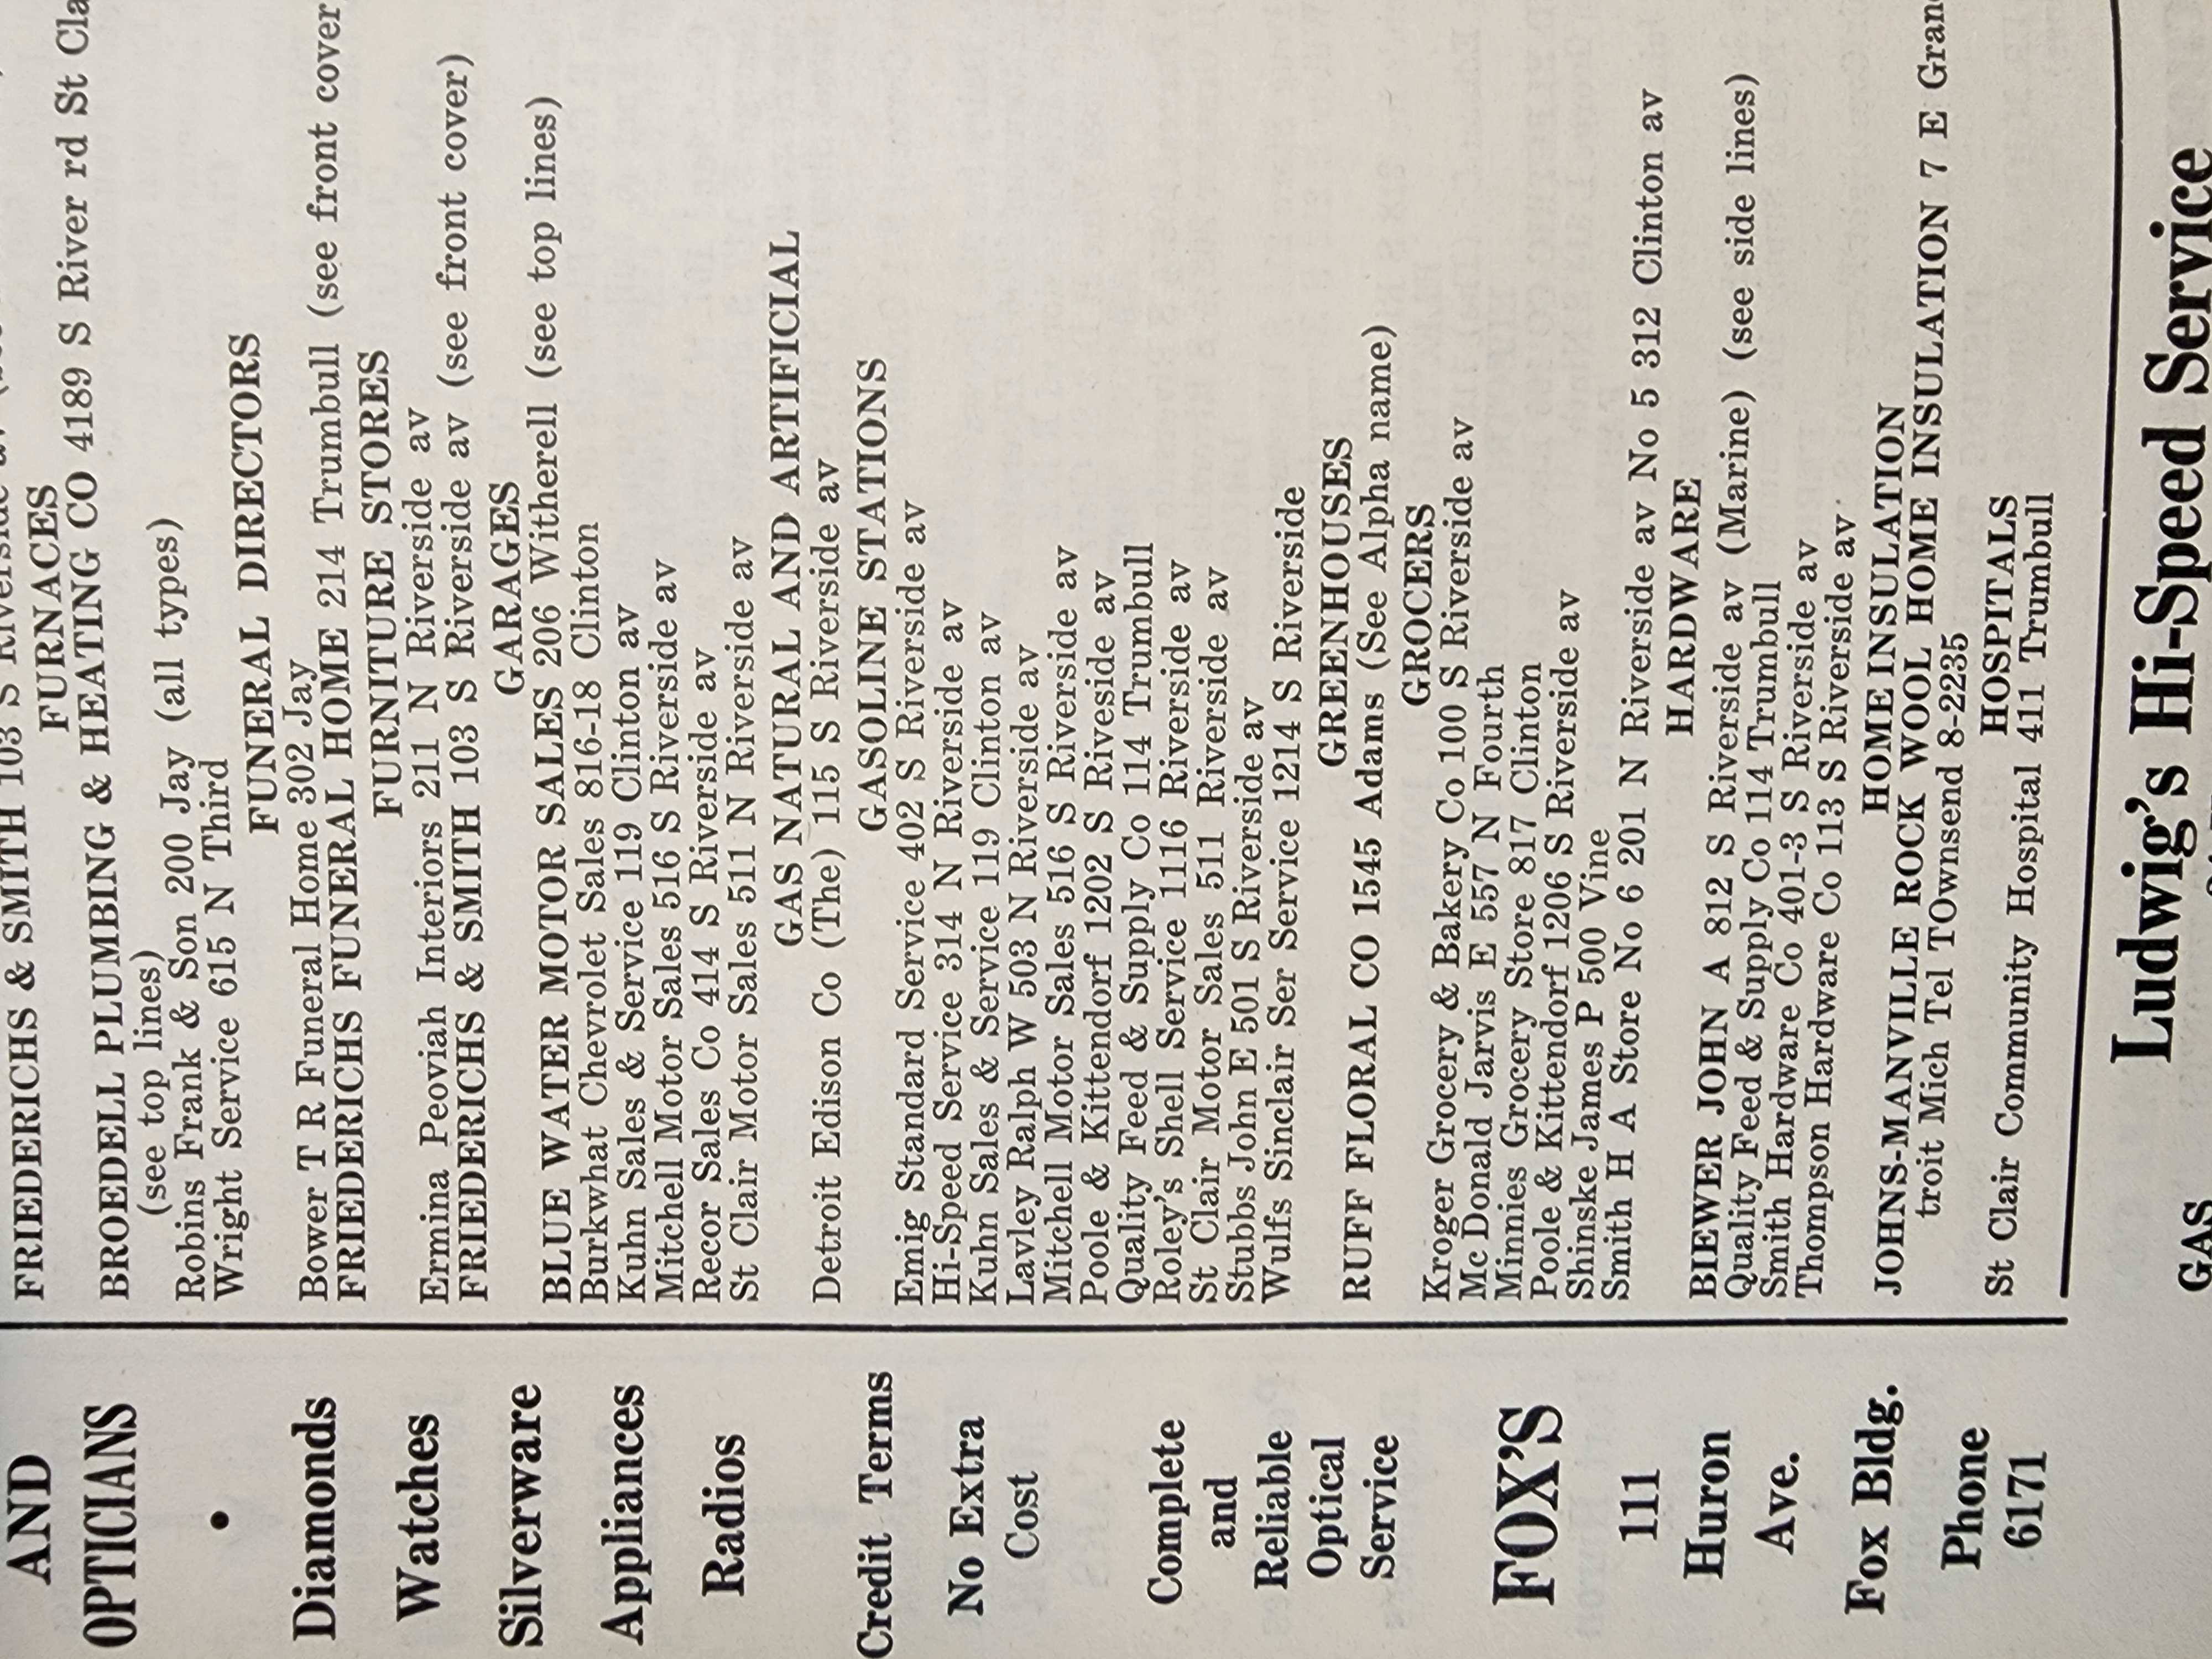 AND
OPTICIANS
•
Diamonds
Watches
Silverware
Appliances
Radios
Credit Terms
No Extra
Cost
Complete
and
Reliable
Optical
Service
FOX'S
111
Huron
Ave.
Fox Bldg.
Phone
6171
FRIEDERICHS & SMITH 103 S Riverside av
FURNACES
BROEDELL PLUMBING & HEATING CO 4189 S River rd St Cla
(see top lines)
Robins Frank & Son 200 Jay (all types)
Wright Service 615 N Third
FUNERAL DIRECTORS
Bower T R Funeral Home 302 Jay
FRIEDERICHS FUNERAL HOME 214 Trumbull (see front cover
FURNITURE STORES
Ermina Peoviah Interiors 211 N Riverside av
FRIEDERICHS & SMITH 103 S Riverside av (see front cover)
GARAGES
BLUE WATER MOTOR SALES 206 Witherell (see top lines)
Burkwhat Chevrolet Sales 816-18 Clinton
Kuhn Sales & Service 119 Clinton av
Mitchell Motor Sales 516 S Riverside av
Recor Sales Co 414 S Riverside av
St Clair Motor Sales 511 N Riverside av
GAS NATURAL AND ARTIFICIAL
Detroit Edison Co (The) 115 S Riverside av
GASOLINE STATIONS
Emig Standard Service 402 S Riverside av
Hi-Speed Service 314 N Riverside av
Kuhn Sales & Service 119 Clinton av
Lavley Ralph W 503 N Riverside av
Mitchell Motor Sales 516 S Riverside av
Poole & Kittendorf 1202 S Riveside av
Quality Feed & Supply Co 114 Trumbull
Roley's Shell Service 1116 Riverside av
St Clair Motor Sales 511 Riverside av
Stubbs John E 501 S Riverside av
Wulfs Sinclair Ser Service 1214 S Riverside
GREENHOUSES
RUFF FLORAL CO 1545 Adams (See Alpha name)
GROCERS
Kroger Grocery & Bakery Co 100 S Riverside av
Mc Donald Jarvis E 557 N Fourth
Minnies Grocery Store 817 Clinton
Poole & Kittendorf 1206 S Riverside av
Shinske James P 500 Vine
Smith H A Store No 6 201 N Riverside av No 5 312 Clinton av
HARDWARE
BIEWER JOHN A 812 S Riverside av (Marine) (see side lines)
Quality Feed & Supply Co 114 Trumbull
Smith Hardware Co 401-3 S Riverside av
Thompson Hardware Co 113 S Riverside av
HOME INSULATION
JOHNS-MANVILLE ROCK WOOL HOME INSULATION 7 E Gran
troit Mich Tel TOwnsend 8-2235
HOSPITALS
St Clair Community Hospital 411 Trumbull
Ludwig's Hi-Speed Service
GAS